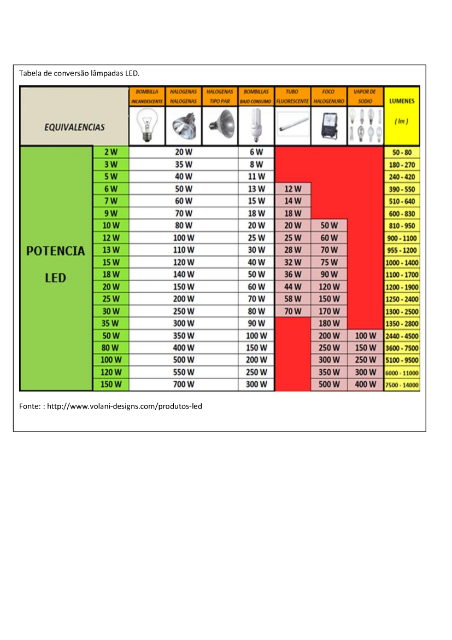 Tabela de conversão lâmpadas LED.
EQUIVALENCIAS BOMBILLA INCANDESCENTE HALOGENAS HALOGENAS HALOGENAS TIPO PAR BOMBILLAS BAJO CONSUMO TUBO FLUORESCENTE FOCO HALOGENURO VAPOR DE SODIO LUMENES ( lm )
POTENCIA LED
2 W 20 W 6 W 50 - 80
3 W 35 W 8 W 180 - 270
5 W 40 W 11 W 240 - 420
6 W 50 W 13 W 12 W 390 - 550
7 W 60 W 15 W 14 W 510 - 640
9 W 70 W 18 W 18 W 600 - 830
10 W 80 W 20 W 20 W 50 W 810 - 950
12 W 100 W 25 W 25 W 60 W 900 - 1100
13 W 110 W 30 W 28 W 70 W 955 - 1200
15 W 120 W 40 W 32 W 75 W 1000 - 1400
18 W 140 W 50 W 36 W 90 W 1100 - 1700
20 W 150 W 60 W 44 W 120 W 1200 - 1900
25 W 200 W 70 W 58 W 150 W 1250 - 2400
30 W 250 W 80 W 70 W 170 W 1300 - 2500
35 W 300 W 90 W 180 W 1350 - 2800
50 W 350 W 100 W 200 W 100 W 2440 - 4500
80 W 400 W 150 W 250 W 150 W 3600 - 7500
100 W 500 W 200 W 300 W 250 W 5100 - 9500
120 W 550 W 250 W 350 W 300 W 6000 - 11000
150 W 700 W 300 W 500 W 400 W 7500 - 14000
Fonte: : http://www.volani-designs.com/produtos-led